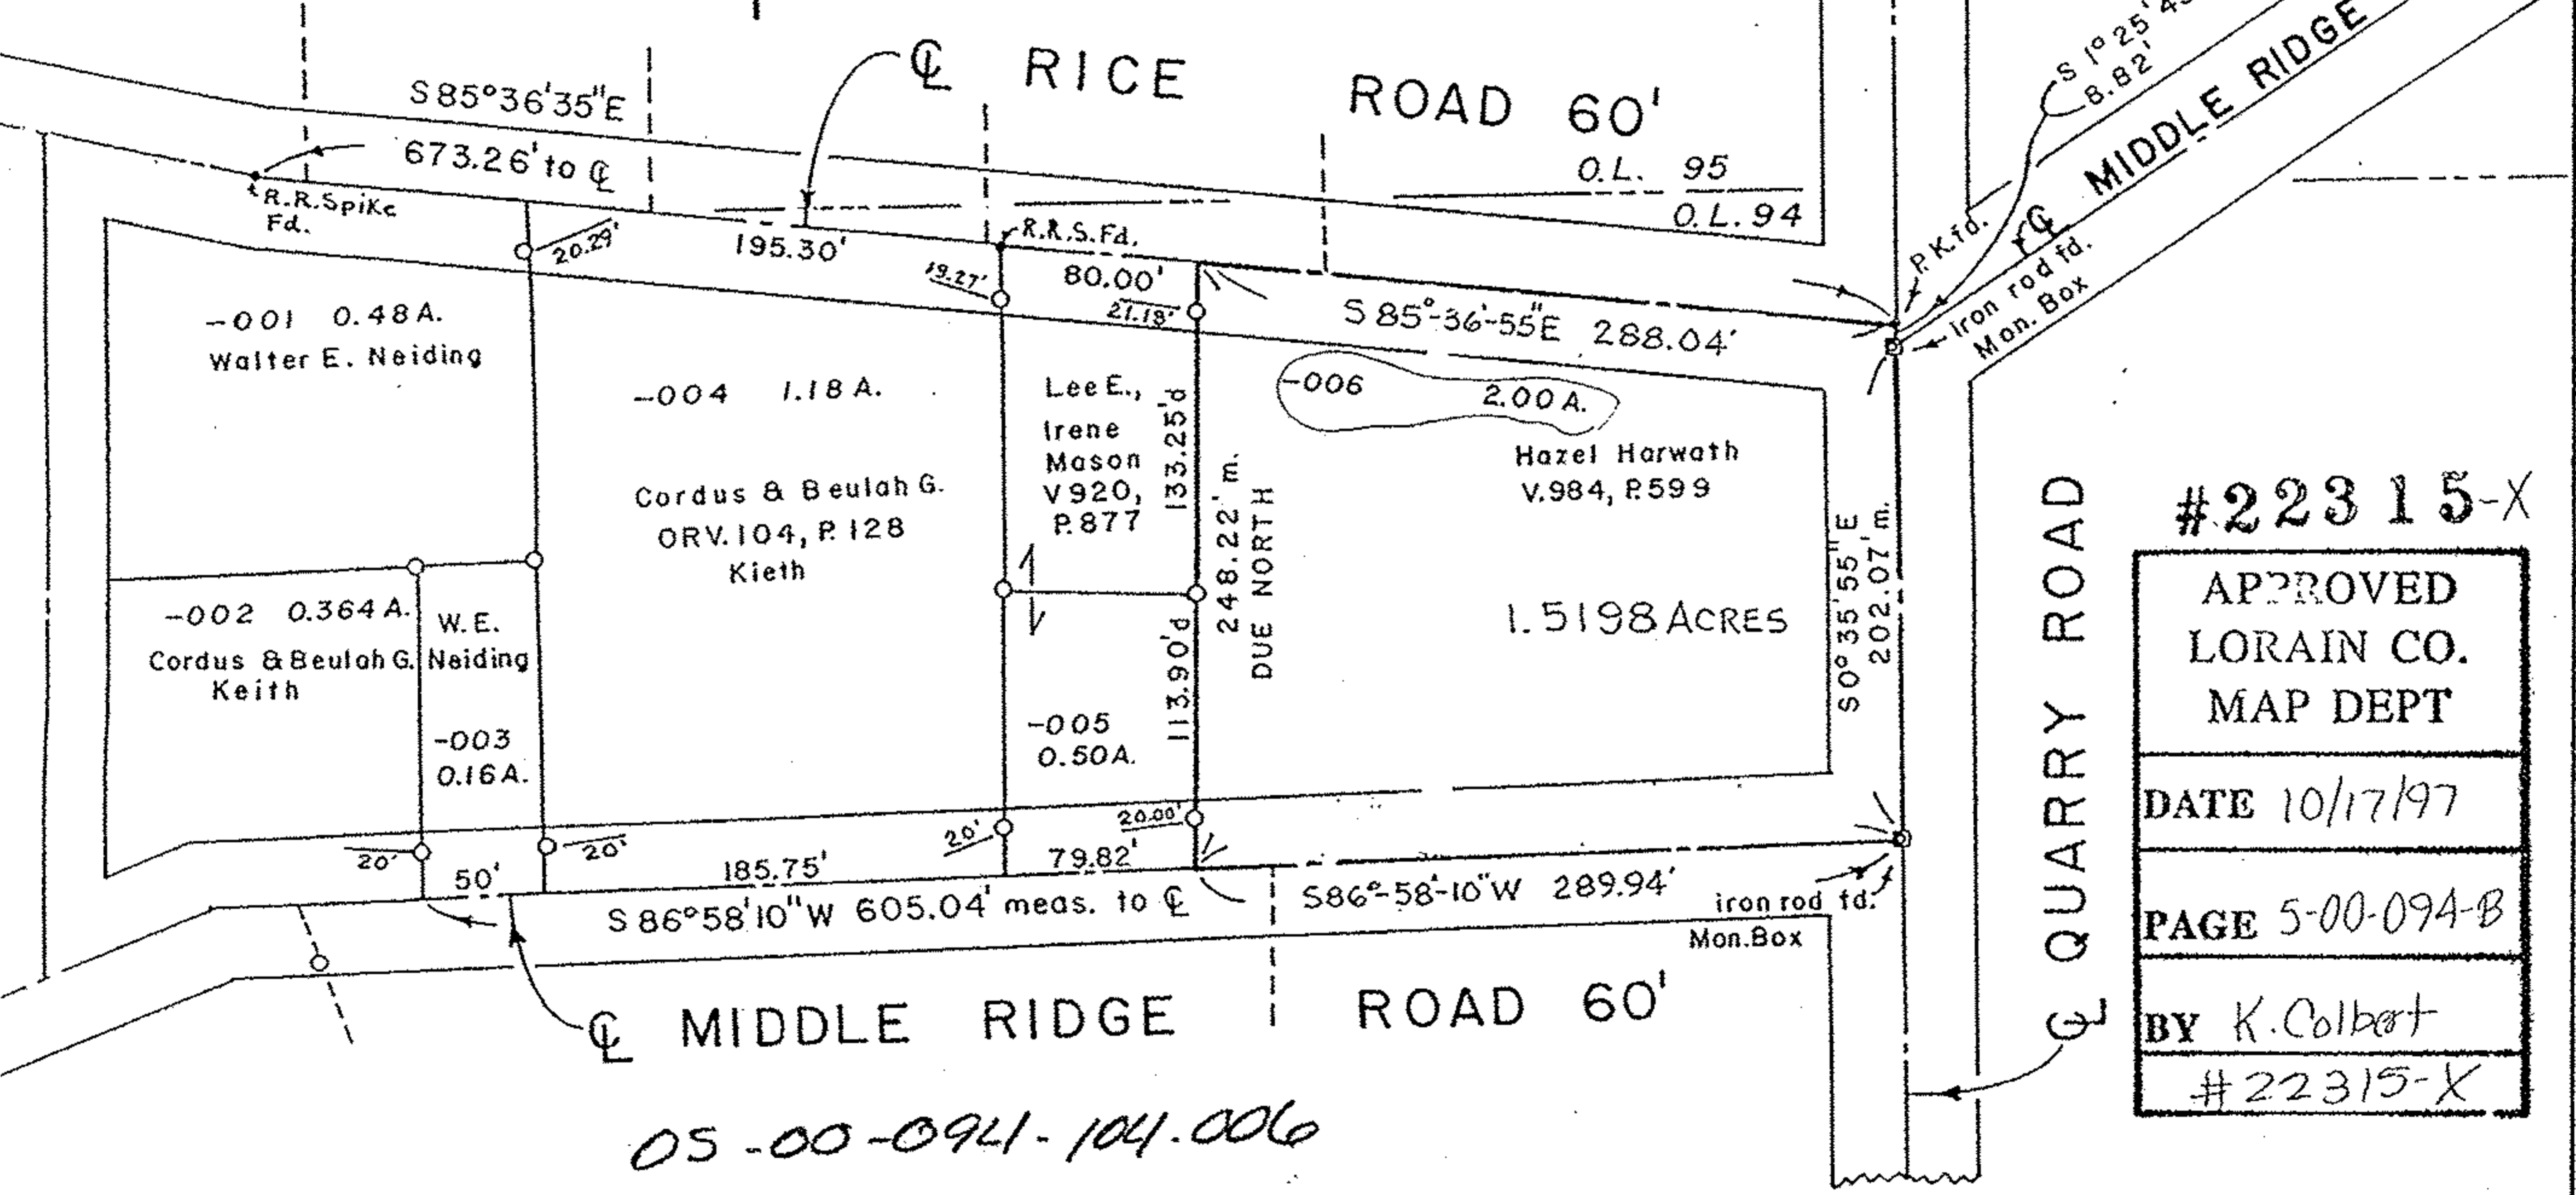 ℄ RICE ROAD 60'
S85°36'35"E
673.26' to ℄
R.R.Spike
Fd.
20.29'
195.30'
R.R.S.Fd.
19.27'
80.00'
21.18'
O.L. 95
O.L. 94
S 85°-36'-55"E 288.04'
S 1° 25'
8.82'
℄ MIDDLE RIDGE
P.K.fd.
Iron rod fd.
Mon. Box
-001 0.48A.
Walter E. Neiding
-004 1.18 A.
Cordus & Beulah G.
ORV.104, P. 128
Kieth
Lee E.,
Irene
Mason
V 920,
P.877
133.25'd
248.22' m.
DUE NORTH
-006 2.00 A.
Hazel Harwath
V.984, P.599
1.5198 ACRES
S0°35'55"E
202.07' m.
-002 0.364 A.
Cordus & Beulah G.
Keith
W.E.
Neiding
-003
0.16 A.
-005
0.50A.
113.90'd
20'
50'
20'
185.75'
20'
79.82'
20.00'
S 86°58'10"W 605.04' meas. to ℄
S86°-58'-10"W 289.94'
iron rod fd.
Mon.Box
℄ MIDDLE RIDGE ROAD 60'
℄ QUARRY ROAD
#22315-X
APPROVED
LORAIN CO.
MAP DEPT
DATE 10/17/97
PAGE 5-00-094-B
BY K. Colbert
#22315-X
05-00-094-104.006